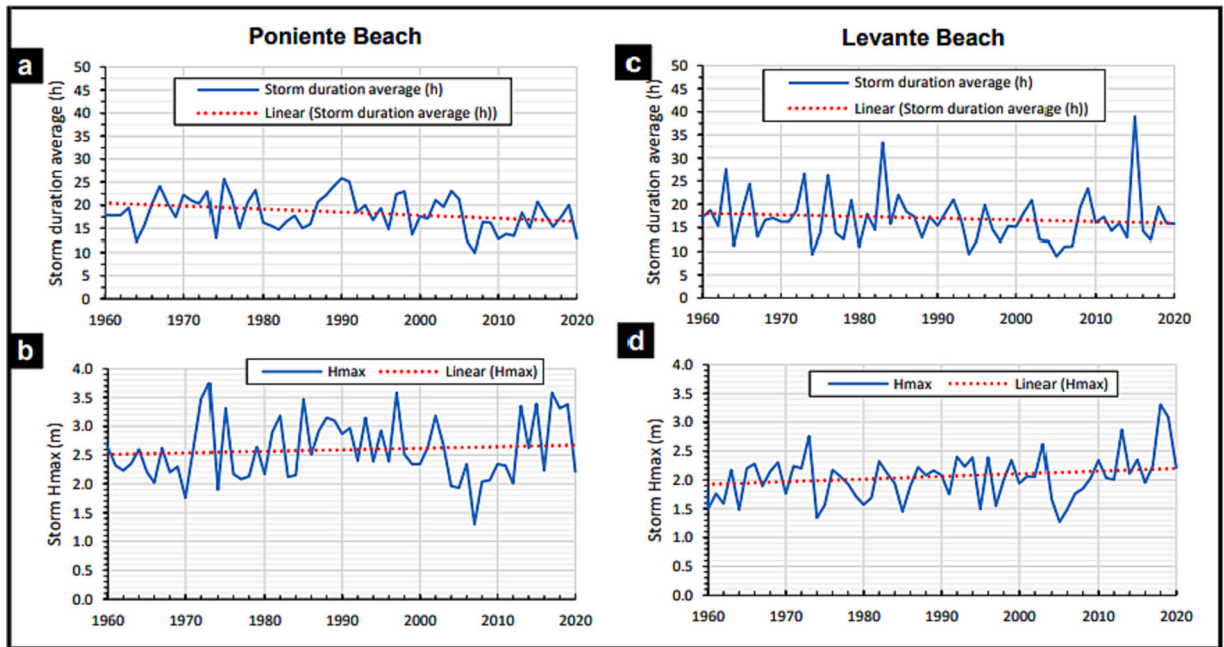 Poniente Beach
Levante Beach
a
Storm duration average (h)
50
45
40
35
30
25
20
15
10
5
0
Storm duration average (h)
Linear (Storm duration average (h))
1960 1970 1980 1990 2000 2010 2020
c
Storm duration average (h)
50
45
40
35
30
25
20
15
10
5
0
Storm duration average (h)
Linear (Storm duration average (h))
1960 1970 1980 1990 2000 2010 2020
b
Storm Hmax (m)
4.0
3.5
3.0
2.5
2.0
1.5
1.0
0.5
0.0
Hmax Linear (Hmax)
1960 1970 1980 1990 2000 2010 2020
d
Storm Hmax (m)
4.0
3.5
3.0
2.5
2.0
1.5
1.0
0.5
0.0
Hmax Linear (Hmax)
1960 1970 1980 1990 2000 2010 2020